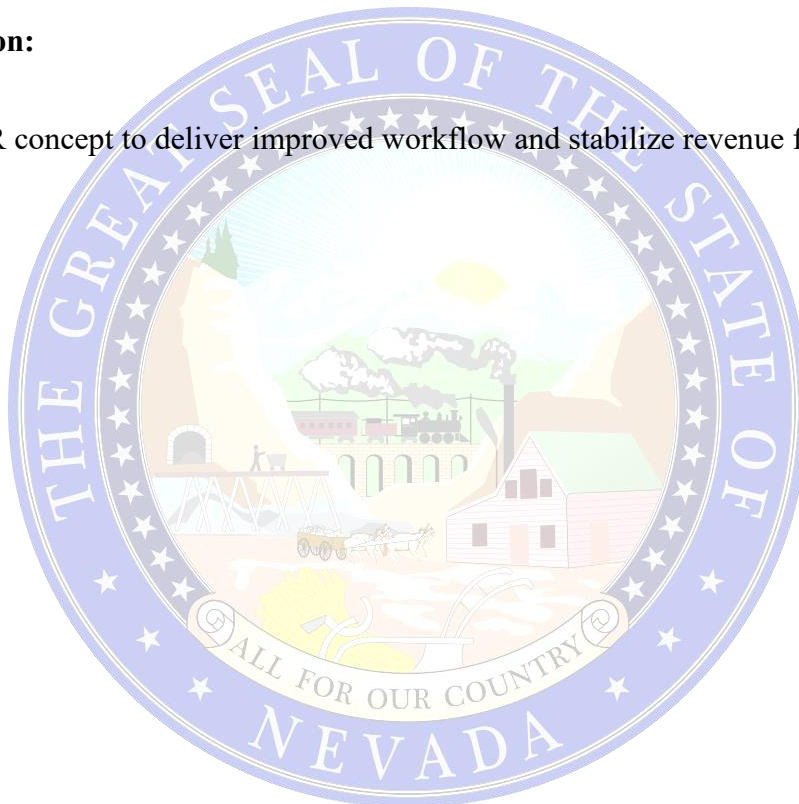 on:
R concept to deliver improved workflow and stabilize revenue f
THE GREAT SEAL OF THE STATE OF
NEVADA
ALL FOR OUR COUNTRY